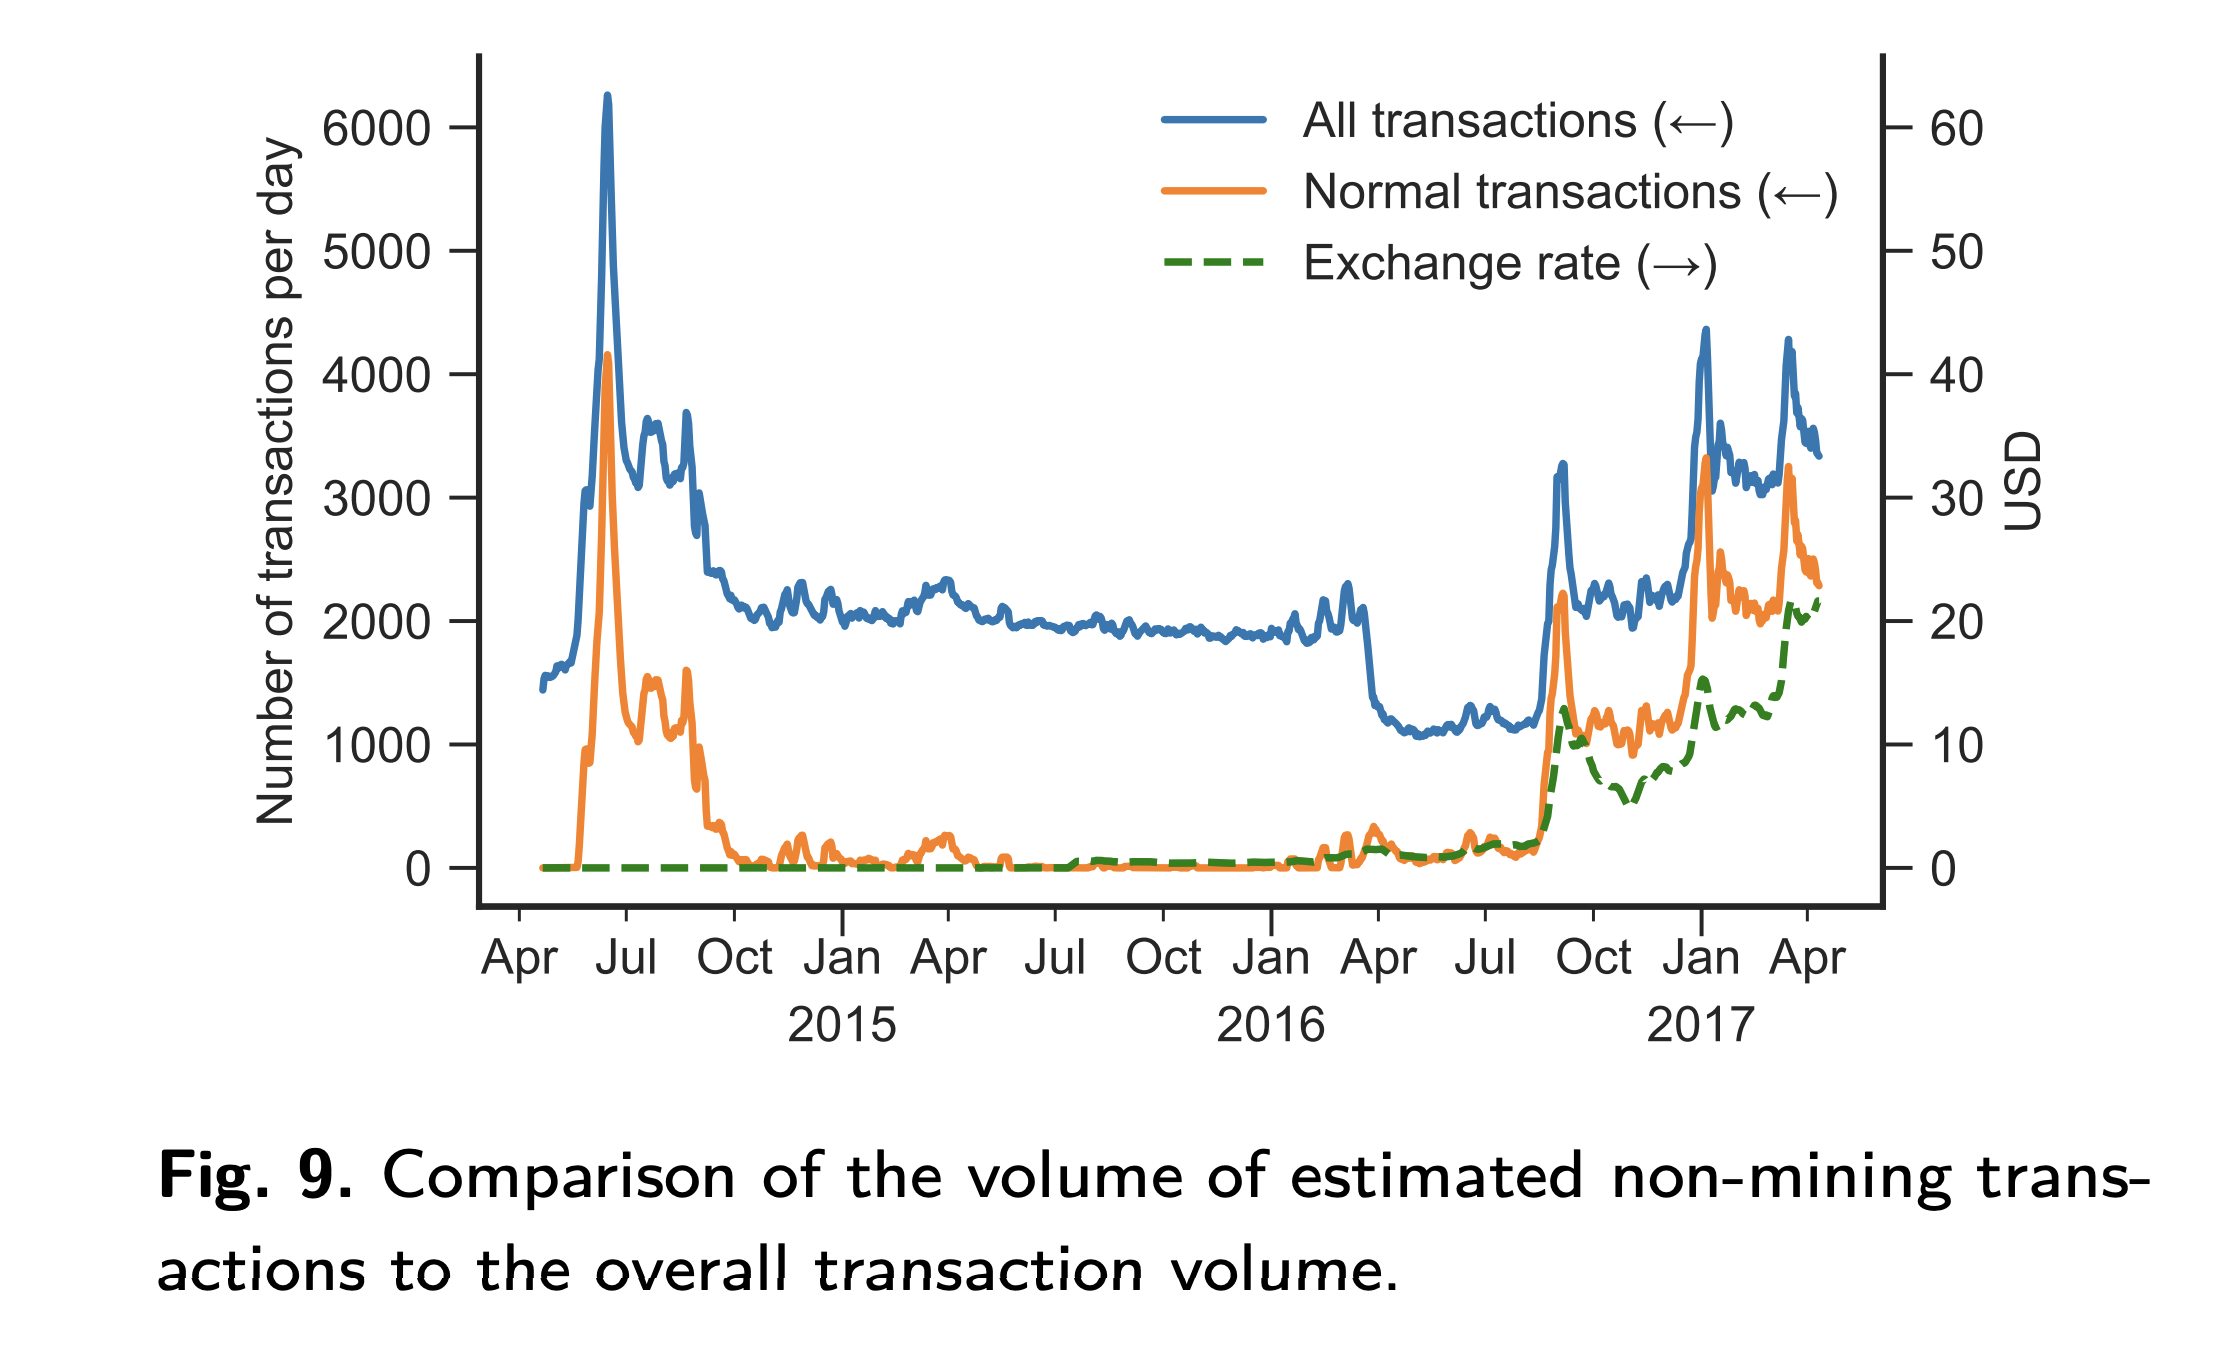 All transactions (←)
Normal transactions (←)
Exchange rate (→)
Number of transactions per day
6000
5000
4000
3000
2000
1000
0
60
50
40
30
20
10
0
USD
Apr Jul Oct Jan Apr Jul Oct Jan Apr Jul Oct Jan Apr
2015 2016 2017
Fig. 9. Comparison of the volume of estimated non-mining trans-
actions to the overall transaction volume.